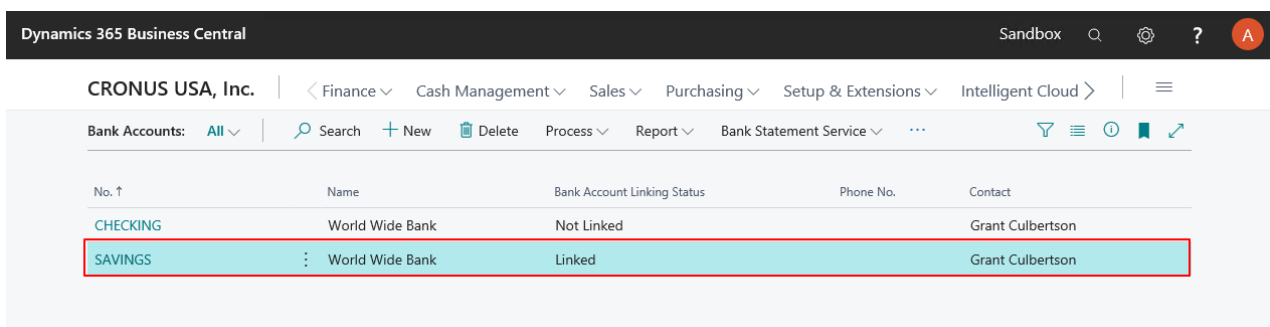 Dynamics 365 Business Central Sandbox ? A
CRONUS USA, Inc. Finance Cash Management Sales Purchasing Setup & Extensions Intelligent Cloud
Bank Accounts: All Search + New Delete Process Report Bank Statement Service ...
No. ↑ Name Bank Account Linking Status Phone No. Contact
CHECKING World Wide Bank Not Linked Grant Culbertson
SAVINGS World Wide Bank Linked Grant Culbertson